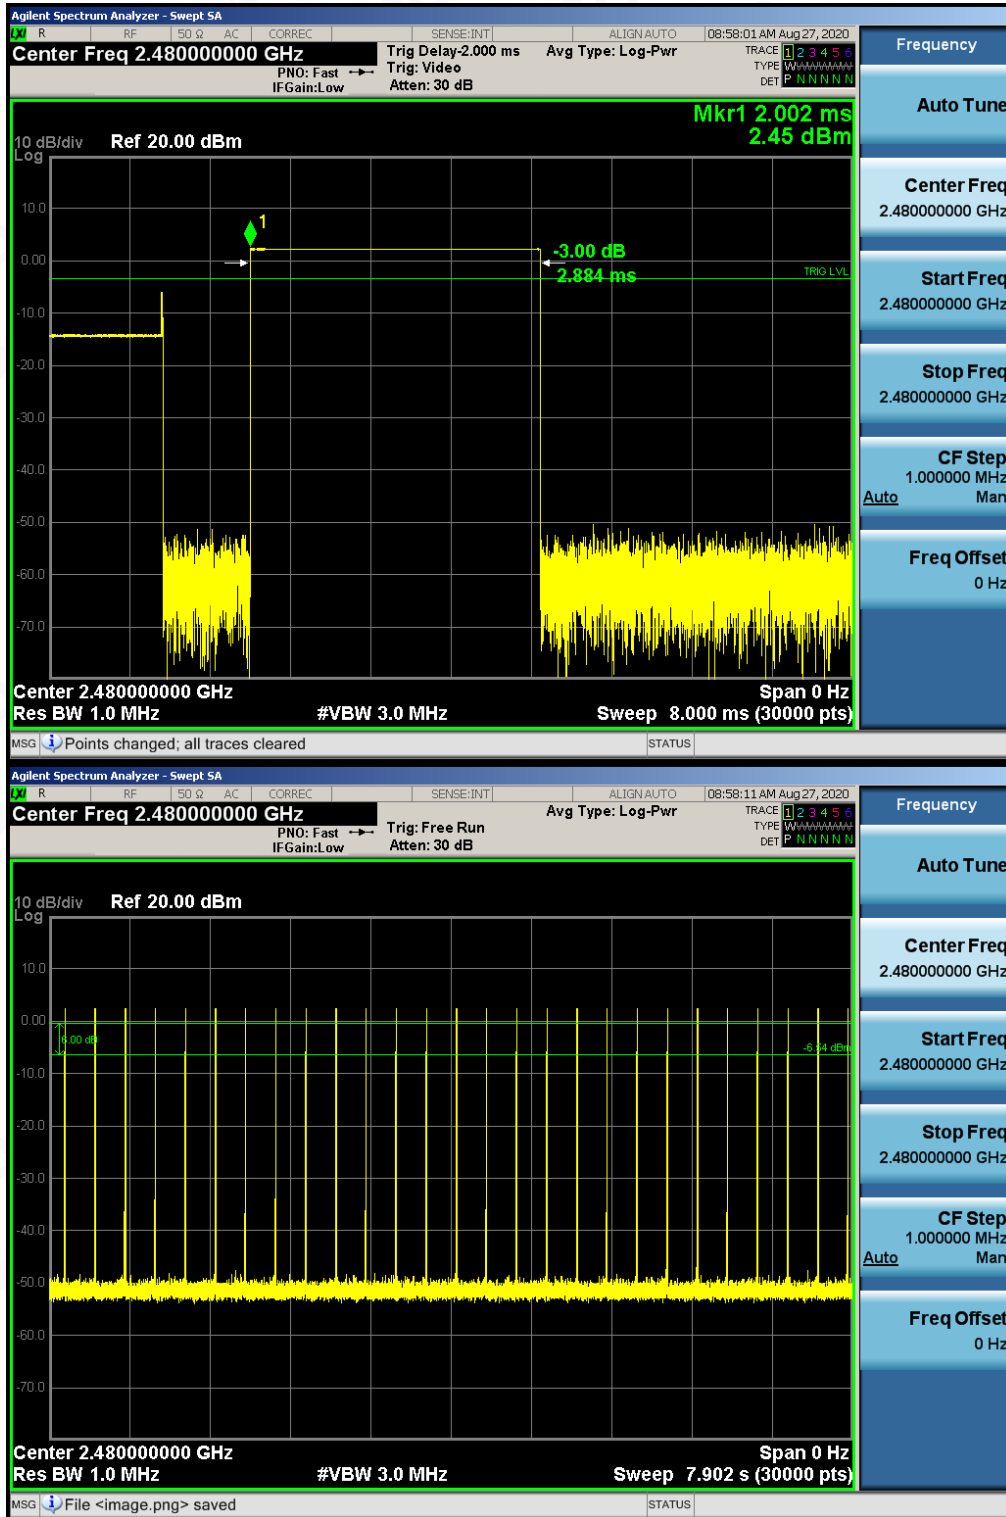 Agilent Spectrum Analyzer - Swept SA
LXI R RF 50 Ω AC CORREC SENSE:INT ALIGN AUTO 08:58:01 AM Aug 27, 2020
Center Freq 2.480000000 GHz
PNO: Fast
IFGain:Low
Trig Delay-2.000 ms
Trig: Video
Atten: 30 dB
Avg Type: Log-Pwr
TRACE 1 2 3 4 5 6
TYPE WWWWWW
DET P N N N N N
Mkr1 2.002 ms
2.45 dBm
10 dB/div
Log
Ref 20.00 dBm
10.0
0.00
-10.0
-20.0
-30.0
-40.0
-50.0
-60.0
-70.0
1
-3.00 dB
2.884 ms
TRIG LVL
Center 2.480000000 GHz
Span 0 Hz
Res BW 1.0 MHz
#VBW 3.0 MHz
Sweep 8.000 ms (30000 pts)
MSG Points changed; all traces cleared
STATUS
Frequency
Auto Tune
Center Freq
2.480000000 GHz
Start Freq
2.480000000 GHz
Stop Freq
2.480000000 GHz
CF Step
1.000000 MHz
Auto Man
Freq Offset
0 Hz
Agilent Spectrum Analyzer - Swept SA
LXI R RF 50 Ω AC CORREC SENSE:INT ALIGN AUTO 08:58:11 AM Aug 27, 2020
Center Freq 2.480000000 GHz
PNO: Fast
IFGain:Low
Trig: Free Run
Atten: 30 dB
Avg Type: Log-Pwr
TRACE 1 2 3 4 5 6
TYPE WWWWWW
DET P N N N N N
10 dB/div
Log
Ref 20.00 dBm
10.0
0.00
-10.0
-20.0
-30.0
-40.0
-50.0
-60.0
-70.0
6.00 dB
-6.54 dBm
Center 2.480000000 GHz
Span 0 Hz
Res BW 1.0 MHz
#VBW 3.0 MHz
Sweep 7.902 s (30000 pts)
MSG File <image.png> saved
STATUS
Frequency
Auto Tune
Center Freq
2.480000000 GHz
Start Freq
2.480000000 GHz
Stop Freq
2.480000000 GHz
CF Step
1.000000 MHz
Auto Man
Freq Offset
0 Hz